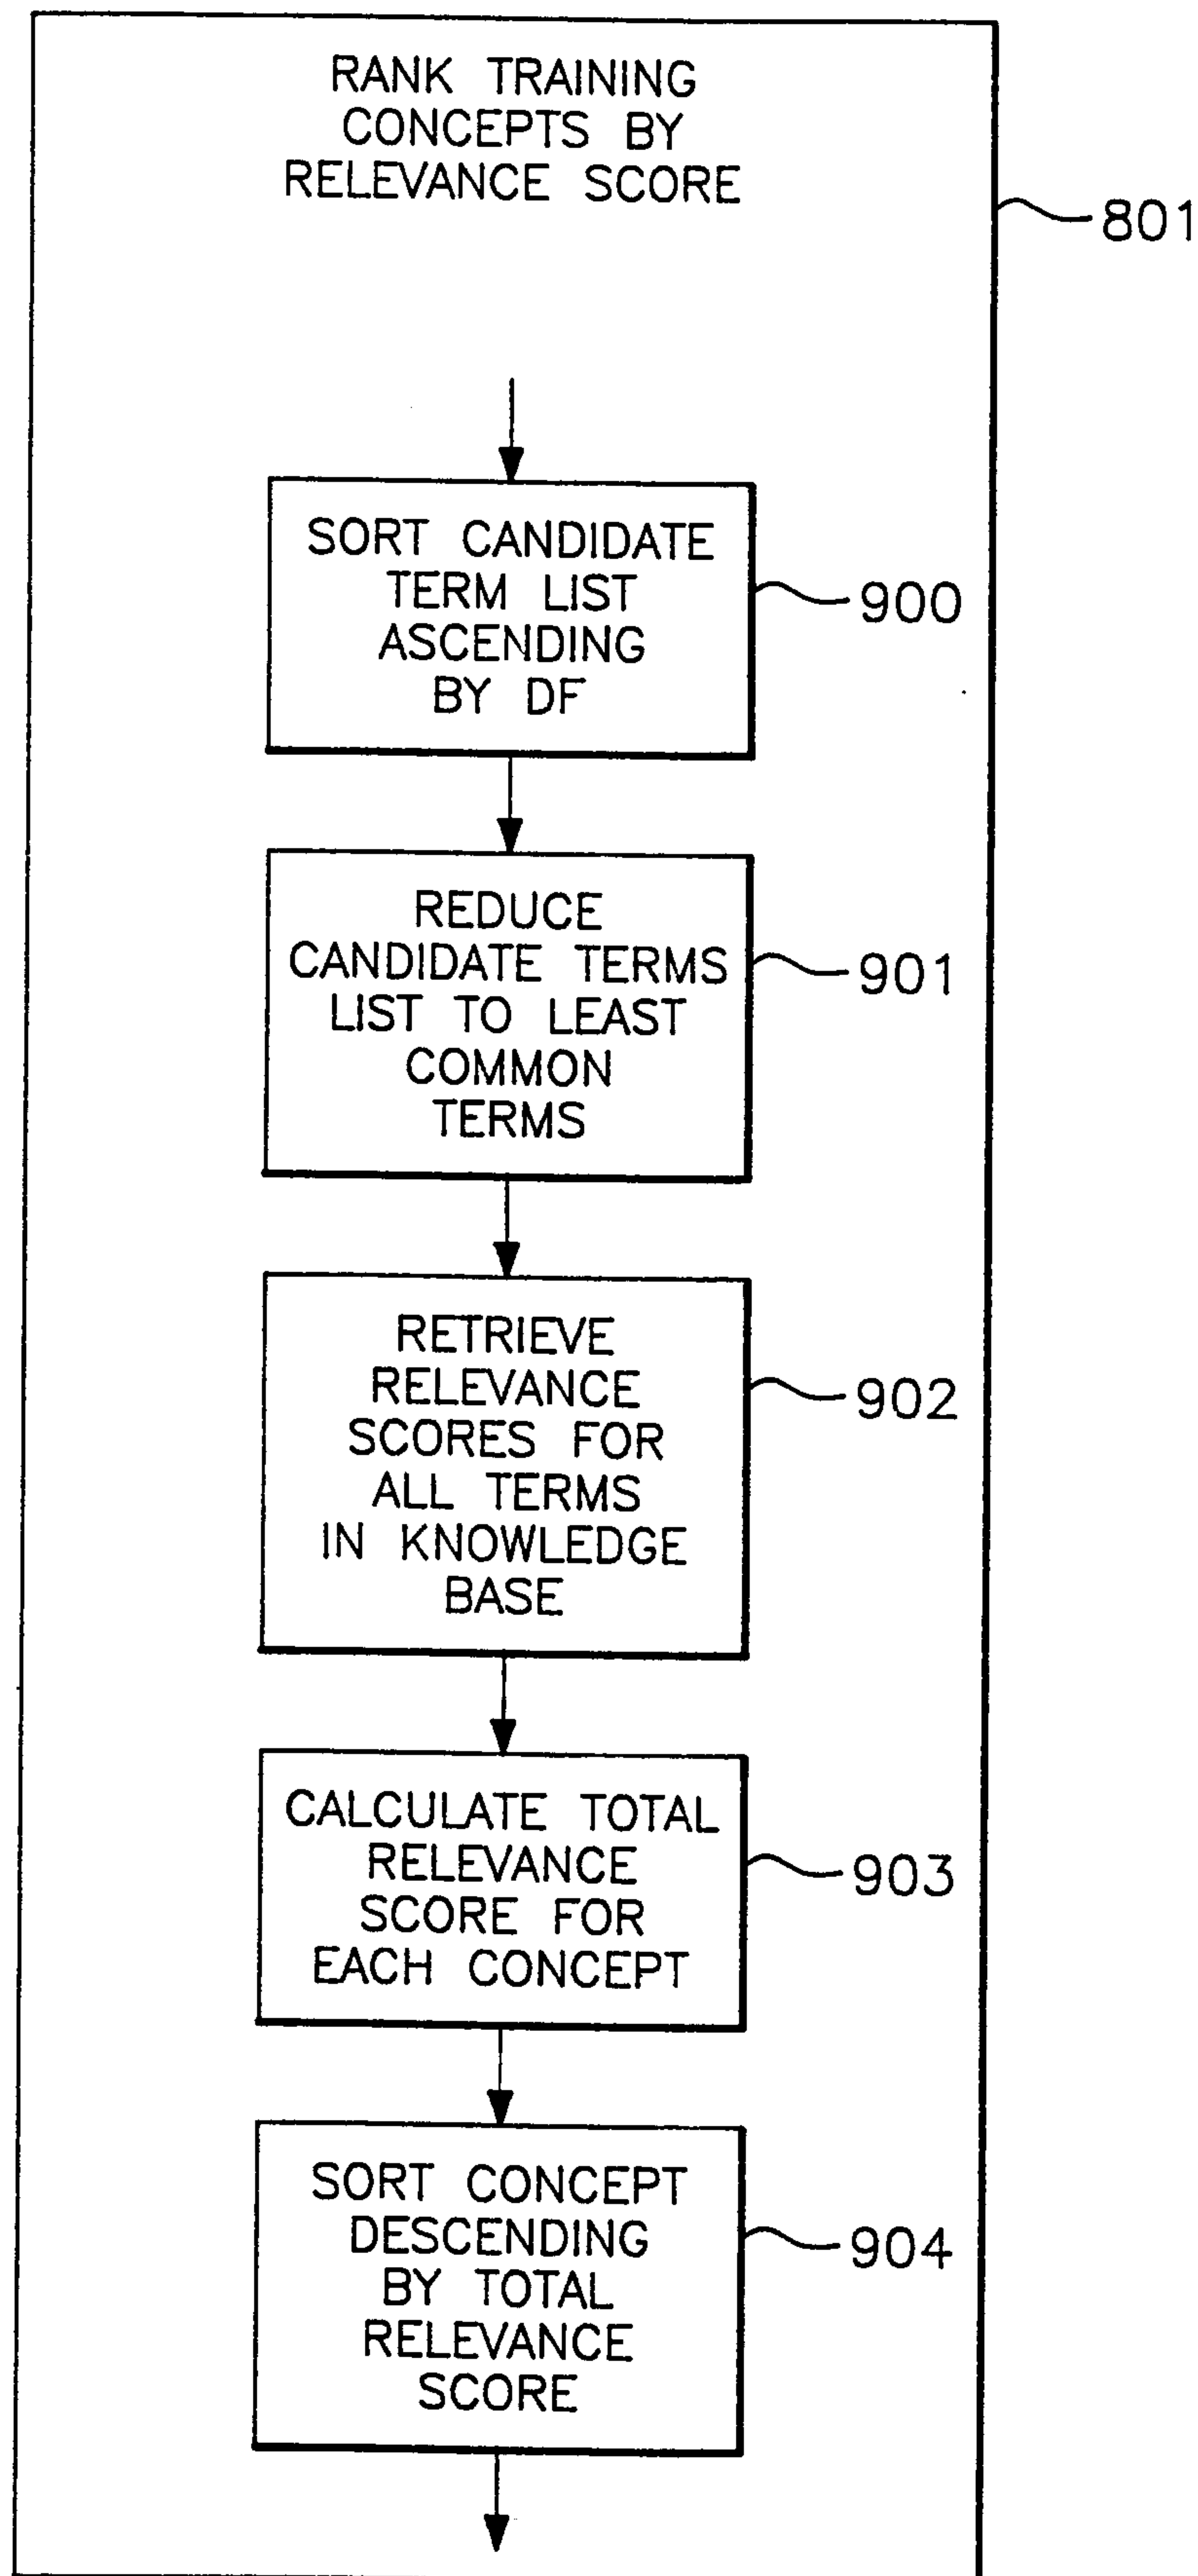 RANK TRAINING
CONCEPTS BY
RELEVANCE SCORE
801
SORT CANDIDATE
TERM LIST
ASCENDING
BY DF
900
REDUCE
CANDIDATE TERMS
LIST TO LEAST
COMMON
TERMS
901
RETRIEVE
RELEVANCE
SCORES FOR
ALL TERMS
IN KNOWLEDGE
BASE
902
CALCULATE TOTAL
RELEVANCE
SCORE FOR
EACH CONCEPT
903
SORT CONCEPT
DESCENDING
BY TOTAL
RELEVANCE
SCORE
904